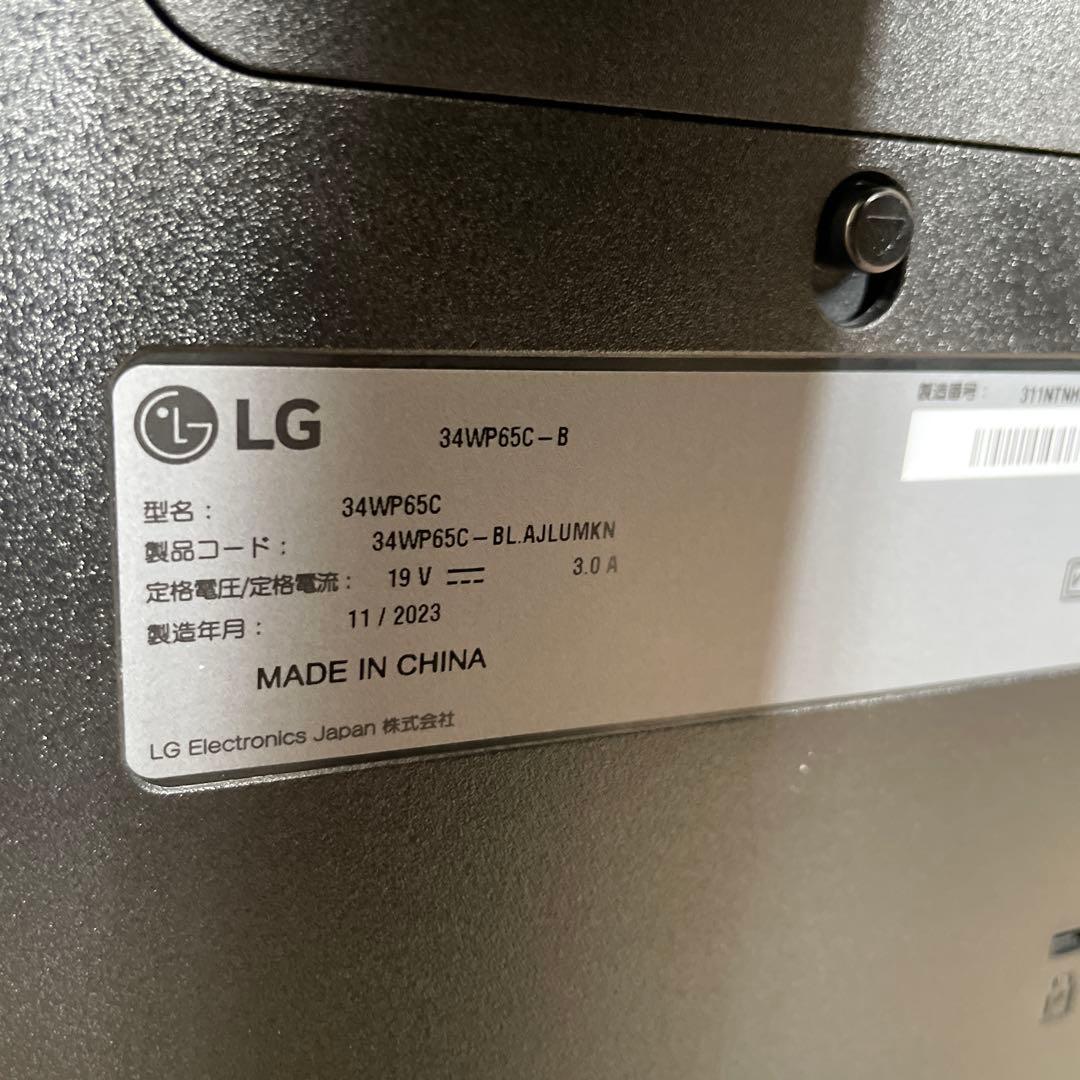 LG
34WP65C-B
製造番号： 311NTNH
型名： 34WP65C
製品コード： 34WP65C-BL.AJLUMKN
定格電圧/定格電流： 19 V ⎓ 3.0 A
製造年月： 11 / 2023
MADE IN CHINA
LG Electronics Japan 株式会社